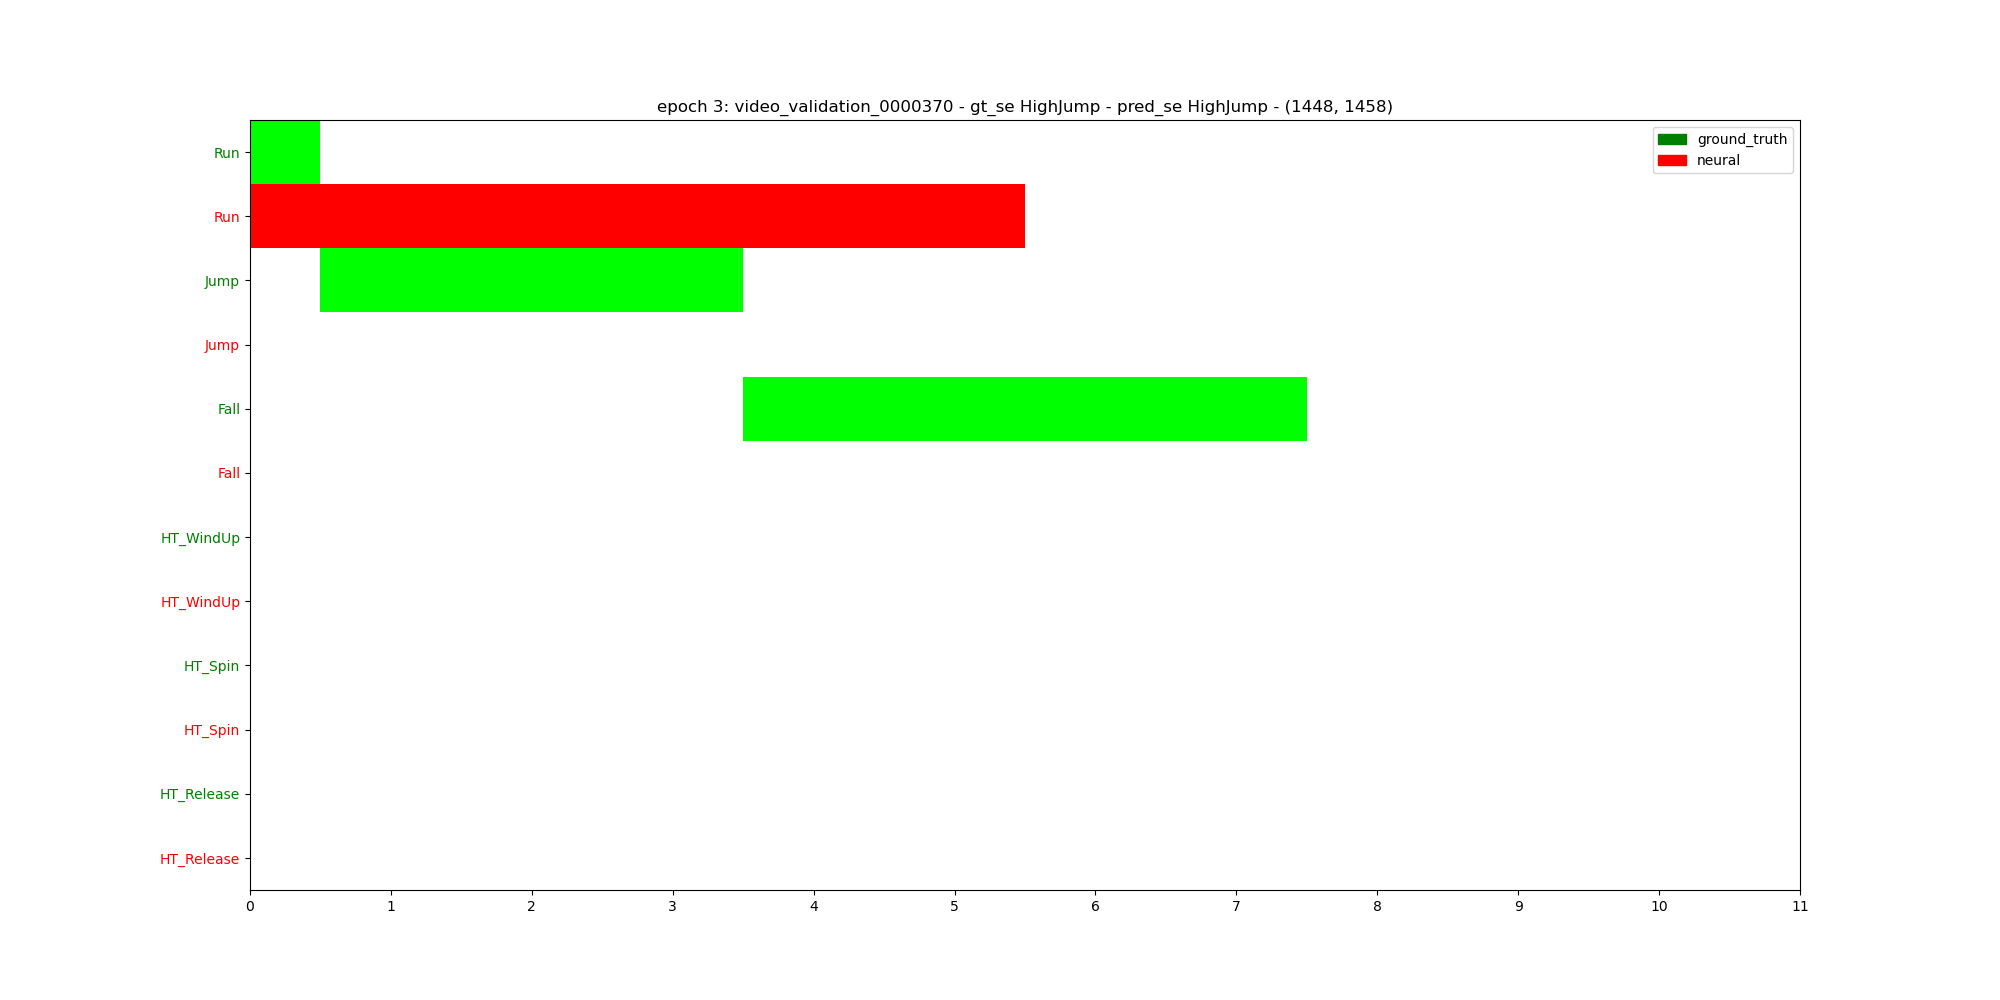 epoch 3: video_validation_0000370 - gt_se HighJump - pred_se HighJump - (1448, 1458)
ground_truth
neural
Run
Run
Jump
Jump
Fall
Fall
HT_WindUp
HT_WindUp
HT_Spin
HT_Spin
HT_Release
HT_Release
0 1 2 3 4 5 6 7 8 9 10 11